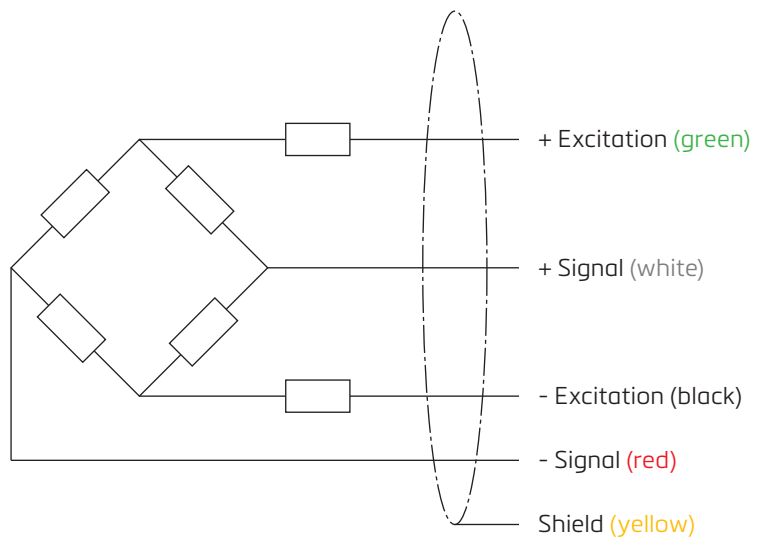 + Excitation (green)
+ Signal (white)
- Excitation (black)
- Signal (red)
Shield (yellow)